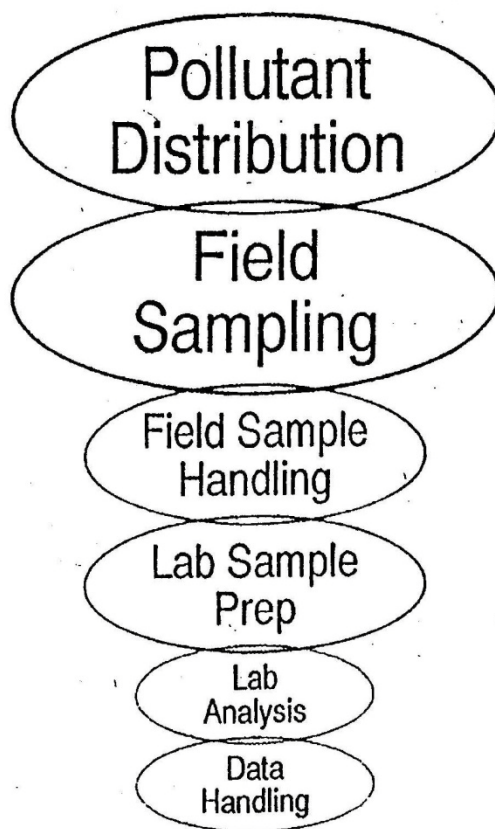 Pollutant
Distribution
Field
Sampling
Field Sample
Handling
Lab Sample
Prep
Lab
Analysis
Data
Handling